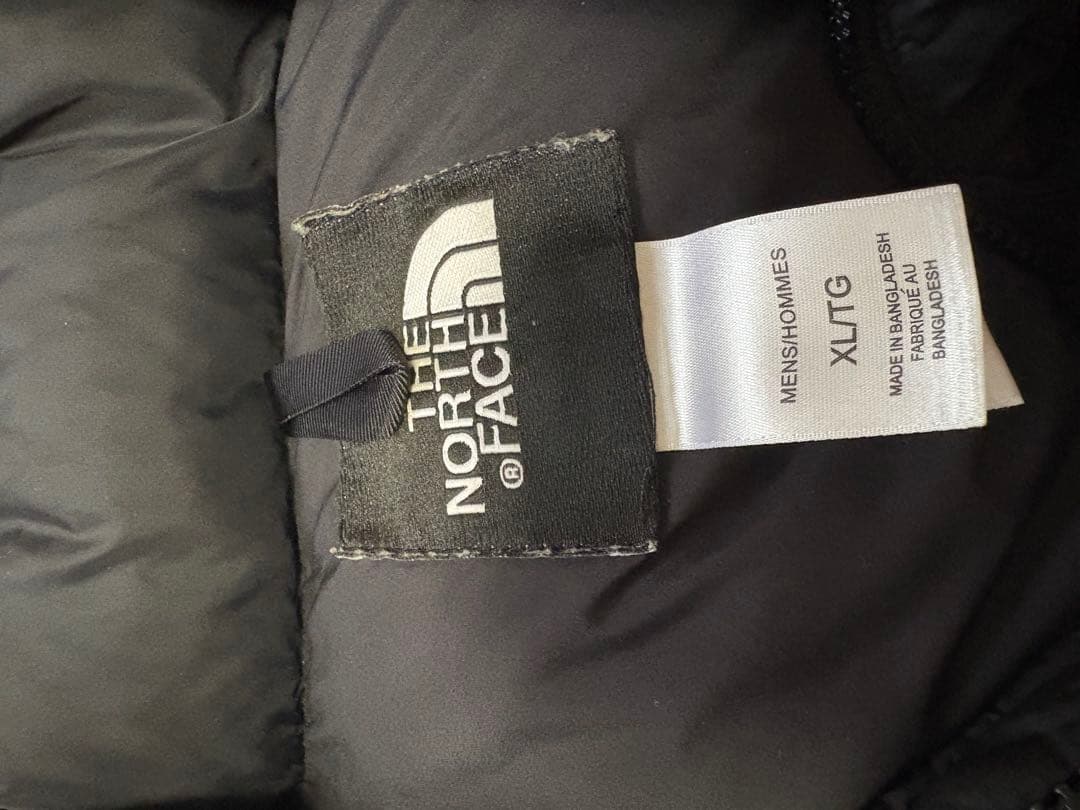 THE
NORTH
FACE®
MENS/HOMMES
XL/TG
MADE IN BANGLADESH
FABRIQUÉ AU
BANGLADESH